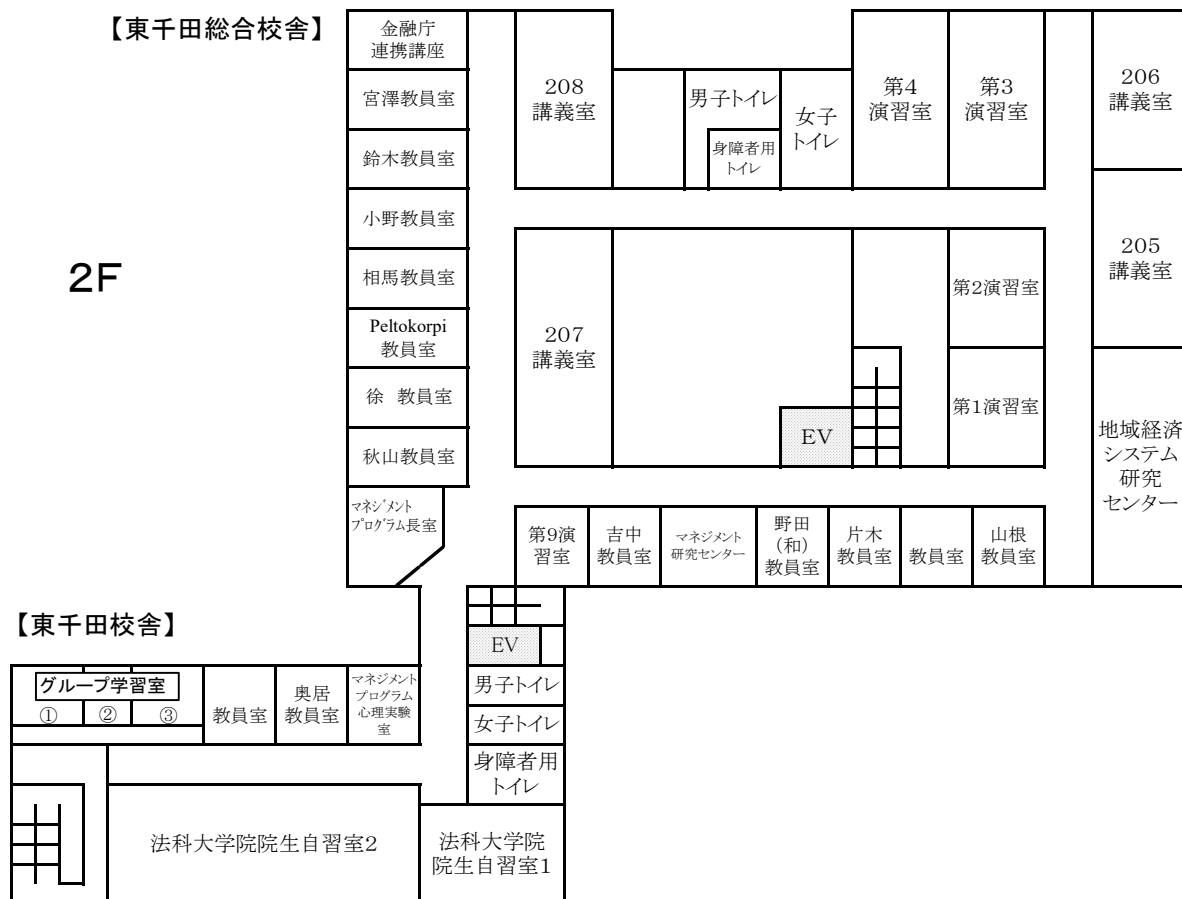 【東千田総合校舎】
2F
金融庁
連携講座
宮澤教員室
鈴木教員室
小野教員室
相馬教員室
Peltokorpi
教員室
徐 教員室
秋山教員室
マネジメント
プログラム長室
208
講義室
男子トイレ
身障者用
トイレ
女子
トイレ
第4
演習室
第3
演習室
206
講義室
205
講義室
207
講義室
EV
第2演習室
第1演習室
地域経済
システム
研究
センター
第9演
習室
吉中
教員室
マネジメント
研究センター
野田
(和)
教員室
片木
教員室
教員室
山根
教員室
【東千田校舎】
グループ学習室
①
②
③
教員室
奥居
教員室
マネジメント
プログラム
心理実験
室
EV
男子トイレ
女子トイレ
身障者用
トイレ
法科大学院院生自習室2
法科大学院
院生自習室1